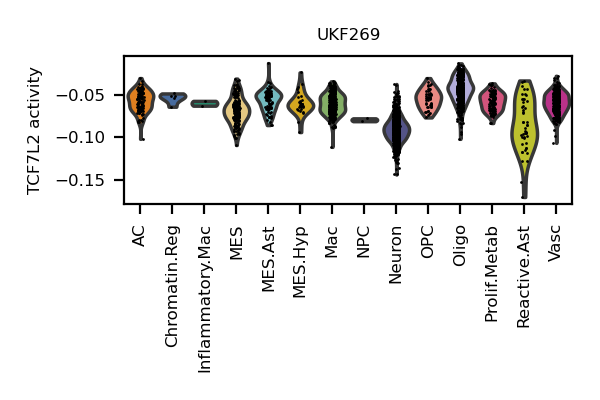 UKF269
TCF7L2 activity
−0.05
−0.10
−0.15
AC
Chromatin.Reg
Inflammatory.Mac
MES
MES.Ast
MES.Hyp
Mac
NPC
Neuron
OPC
Oligo
Prolif.Metab
Reactive.Ast
Vasc